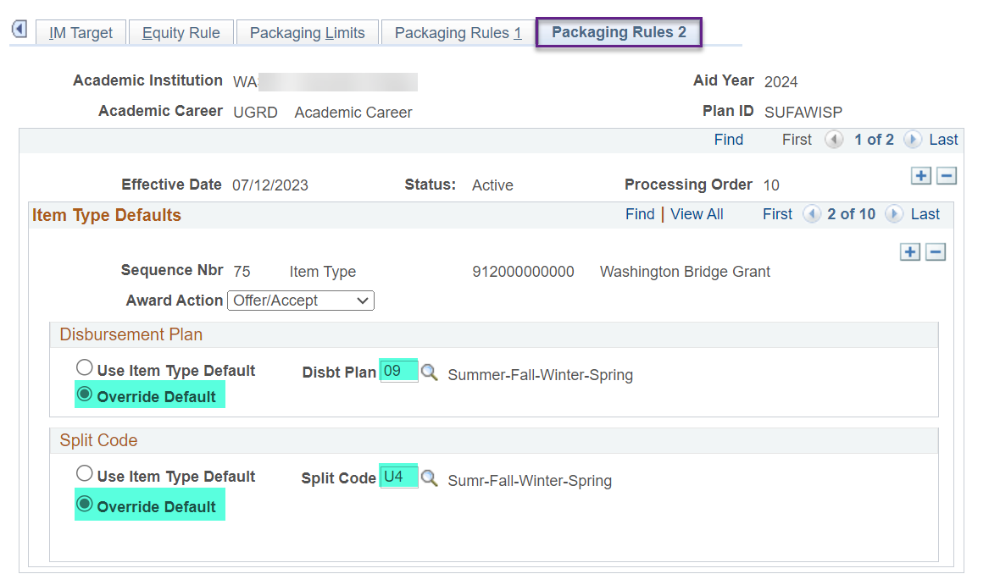 IM Target Equity Rule Packaging Limits Packaging Rules 1 Packaging Rules 2
Academic Institution WA Aid Year 2024
Academic Career UGRD Academic Career Plan ID SUFAWISP
Find First 1 of 2 Last
Effective Date 07/12/2023 Status: Active Processing Order 10
Item Type Defaults Find | View All First 2 of 10 Last
Sequence Nbr 75 Item Type 912000000000 Washington Bridge Grant
Award Action Offer/Accept
Disbursement Plan
Use Item Type Default Disbt Plan 09 Summer-Fall-Winter-Spring
Override Default
Split Code
Use Item Type Default Split Code U4 Sumr-Fall-Winter-Spring
Override Default